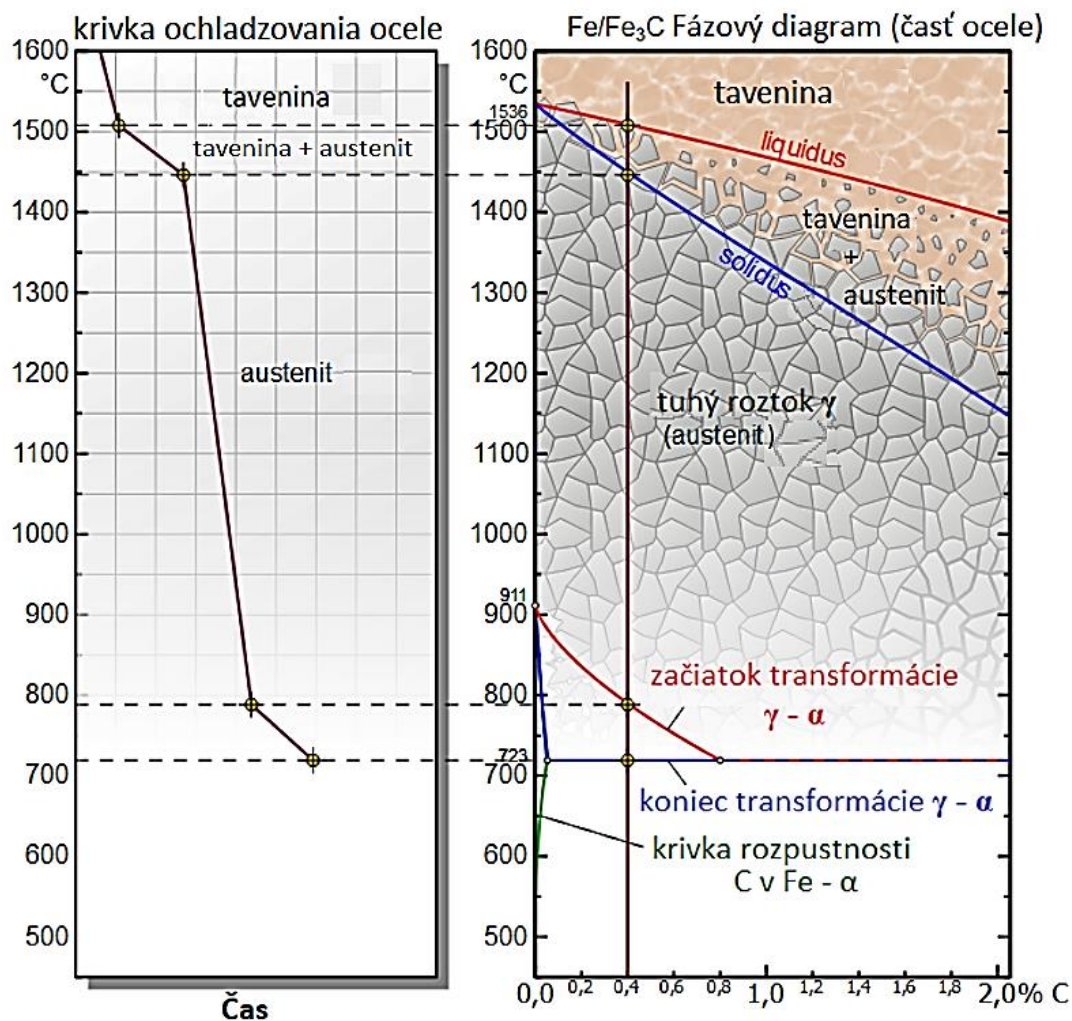 krivka ochladzovania ocele
1600
°C
1500
1400
1300
1200
1100
1000
900
800
700
600
500
tavenina
tavenina + austenit
austenit
Čas
Fe/Fe₃C Fázový diagram (časť ocele)
1600
°C
1536
1500
1400
1300
1200
1100
1000
911
900
800
723
700
600
500
tavenina
liquidus
tavenina
+
austenit
solidus
tuhý roztok γ
(austenit)
začiatok transformácie
γ - α
koniec transformácie γ - α
krivka rozpustnosti
C v Fe - α
0,0 0,2 0,4 0,6 0,8 1,0 1,2 1,4 1,6 1,8 2,0 % C